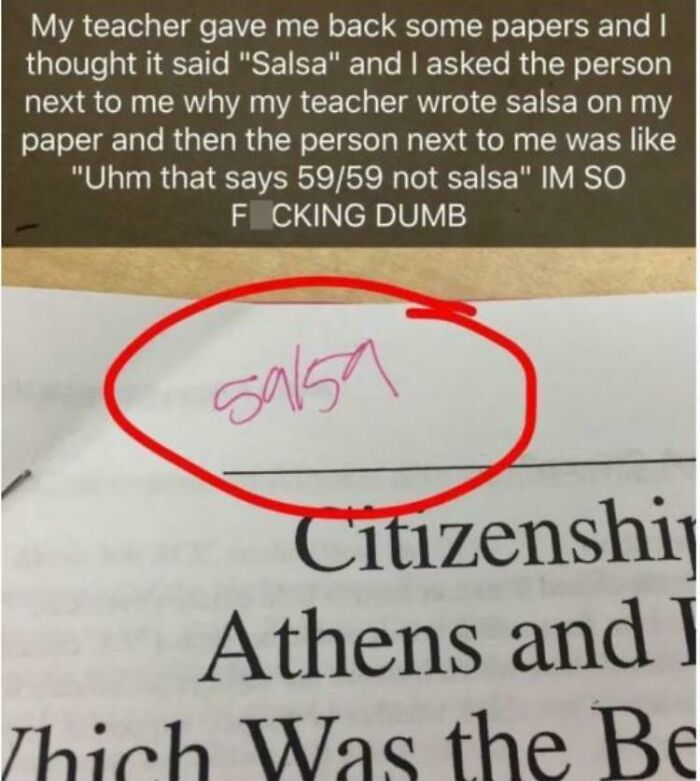 My teacher gave me back some papers and I
thought it said "Salsa" and I asked the person
next to me why my teacher wrote salsa on my
paper and then the person next to me was like
"Uhm that says 59/59 not salsa" IM SO
F CKING DUMB
59/59
Citizenship
Athens and
Which Was the Be